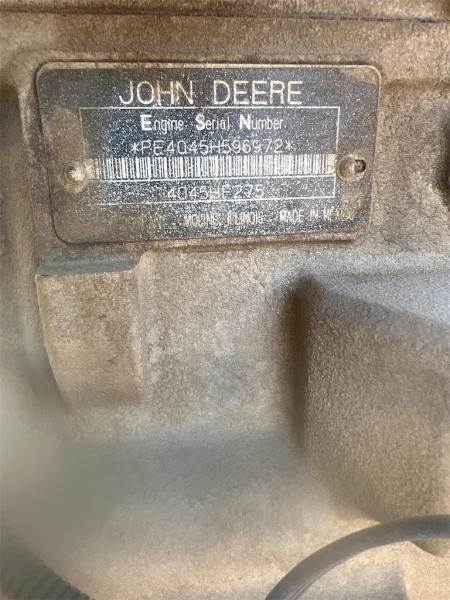 JOHN DEERE
Engine Serial Number
*PE4045H596972*
4045HF275
MOLINE, ILLINOIS MADE IN MEXICO